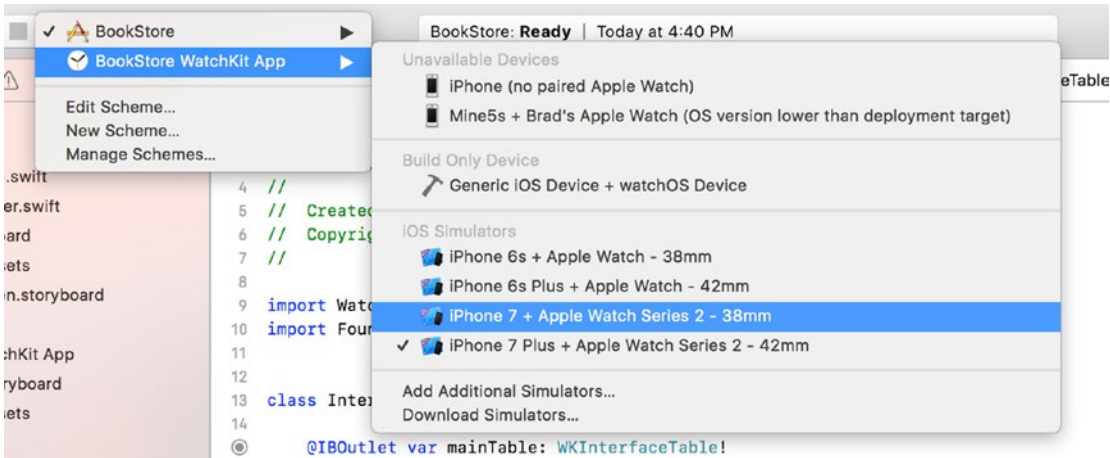 BookStore
BookStore: Ready | Today at 4:40 PM
BookStore WatchKit App
Edit Scheme...
New Scheme...
Manage Schemes...
Unavailable Devices
iPhone (no paired Apple Watch)
Mine5s + Brad's Apple Watch (OS version lower than deployment target)
Build Only Device
Generic iOS Device + watchOS Device
iOS Simulators
iPhone 6s + Apple Watch - 38mm
iPhone 6s Plus + Apple Watch - 42mm
iPhone 7 + Apple Watch Series 2 - 38mm
iPhone 7 Plus + Apple Watch Series 2 - 42mm
Add Additional Simulators...
Download Simulators...
eTable
.swift
er.swift
ard
sets
n.storyboard
hKit App
ryboard
sets
4 //
5 // Created
6 // Copyrig
7 //
8
9 import Watc
10 import Four
11
12
13 class Inter
14
@IBOutlet var mainTable: WKInterfaceTable!